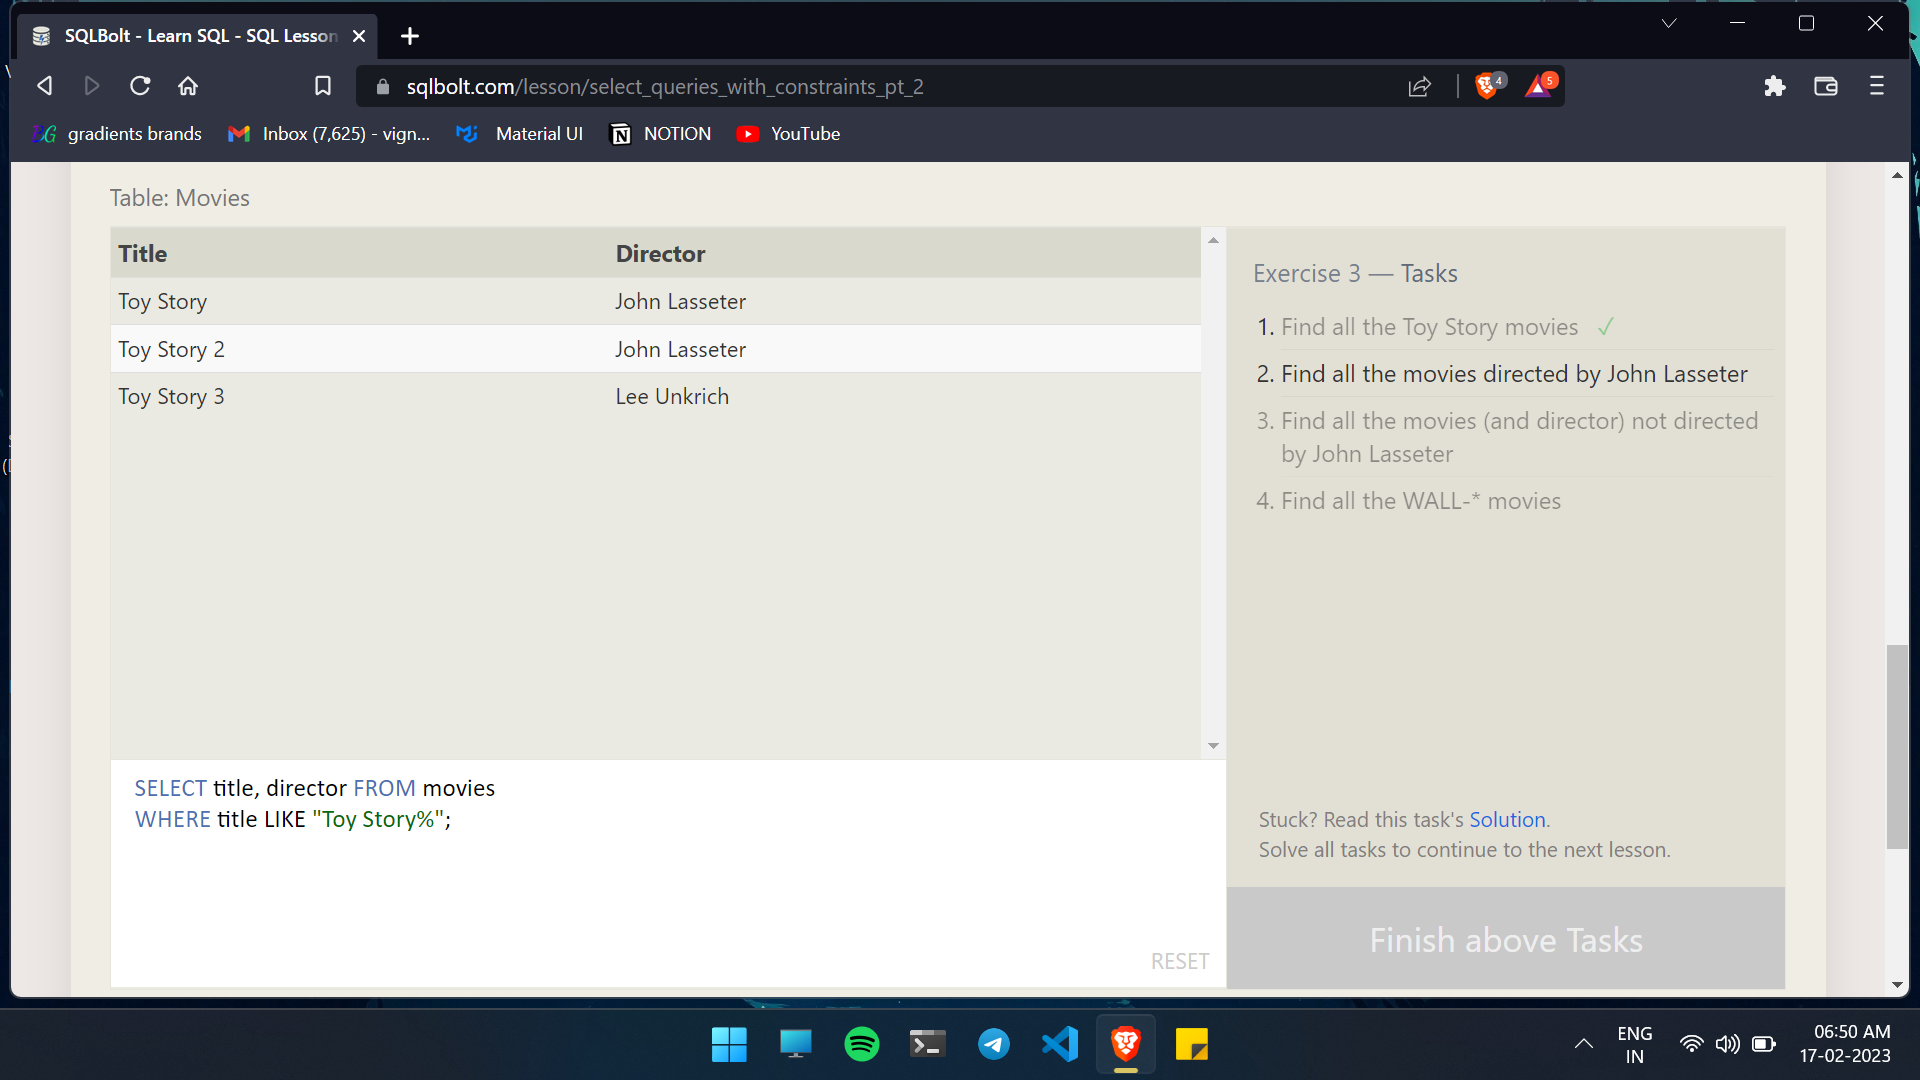 SQLBolt - Learn SQL - SQL Lesson
sqlbolt.com/lesson/select_queries_with_constraints_pt_2
4
5
gradients brands
Inbox (7,625) - vign...
Material UI
NOTION
YouTube
Table: Movies
Title Director
Toy Story John Lasseter
Toy Story 2 John Lasseter
Toy Story 3 Lee Unkrich
SELECT title, director FROM movies
WHERE title LIKE "Toy Story%";
RESET
Exercise 3 — Tasks
1. Find all the Toy Story movies ✓
2. Find all the movies directed by John Lasseter
3. Find all the movies (and director) not directed
by John Lasseter
4. Find all the WALL-* movies
Stuck? Read this task's Solution.
Solve all tasks to continue to the next lesson.
Finish above Tasks
ENG
IN
06:50 AM
17-02-2023